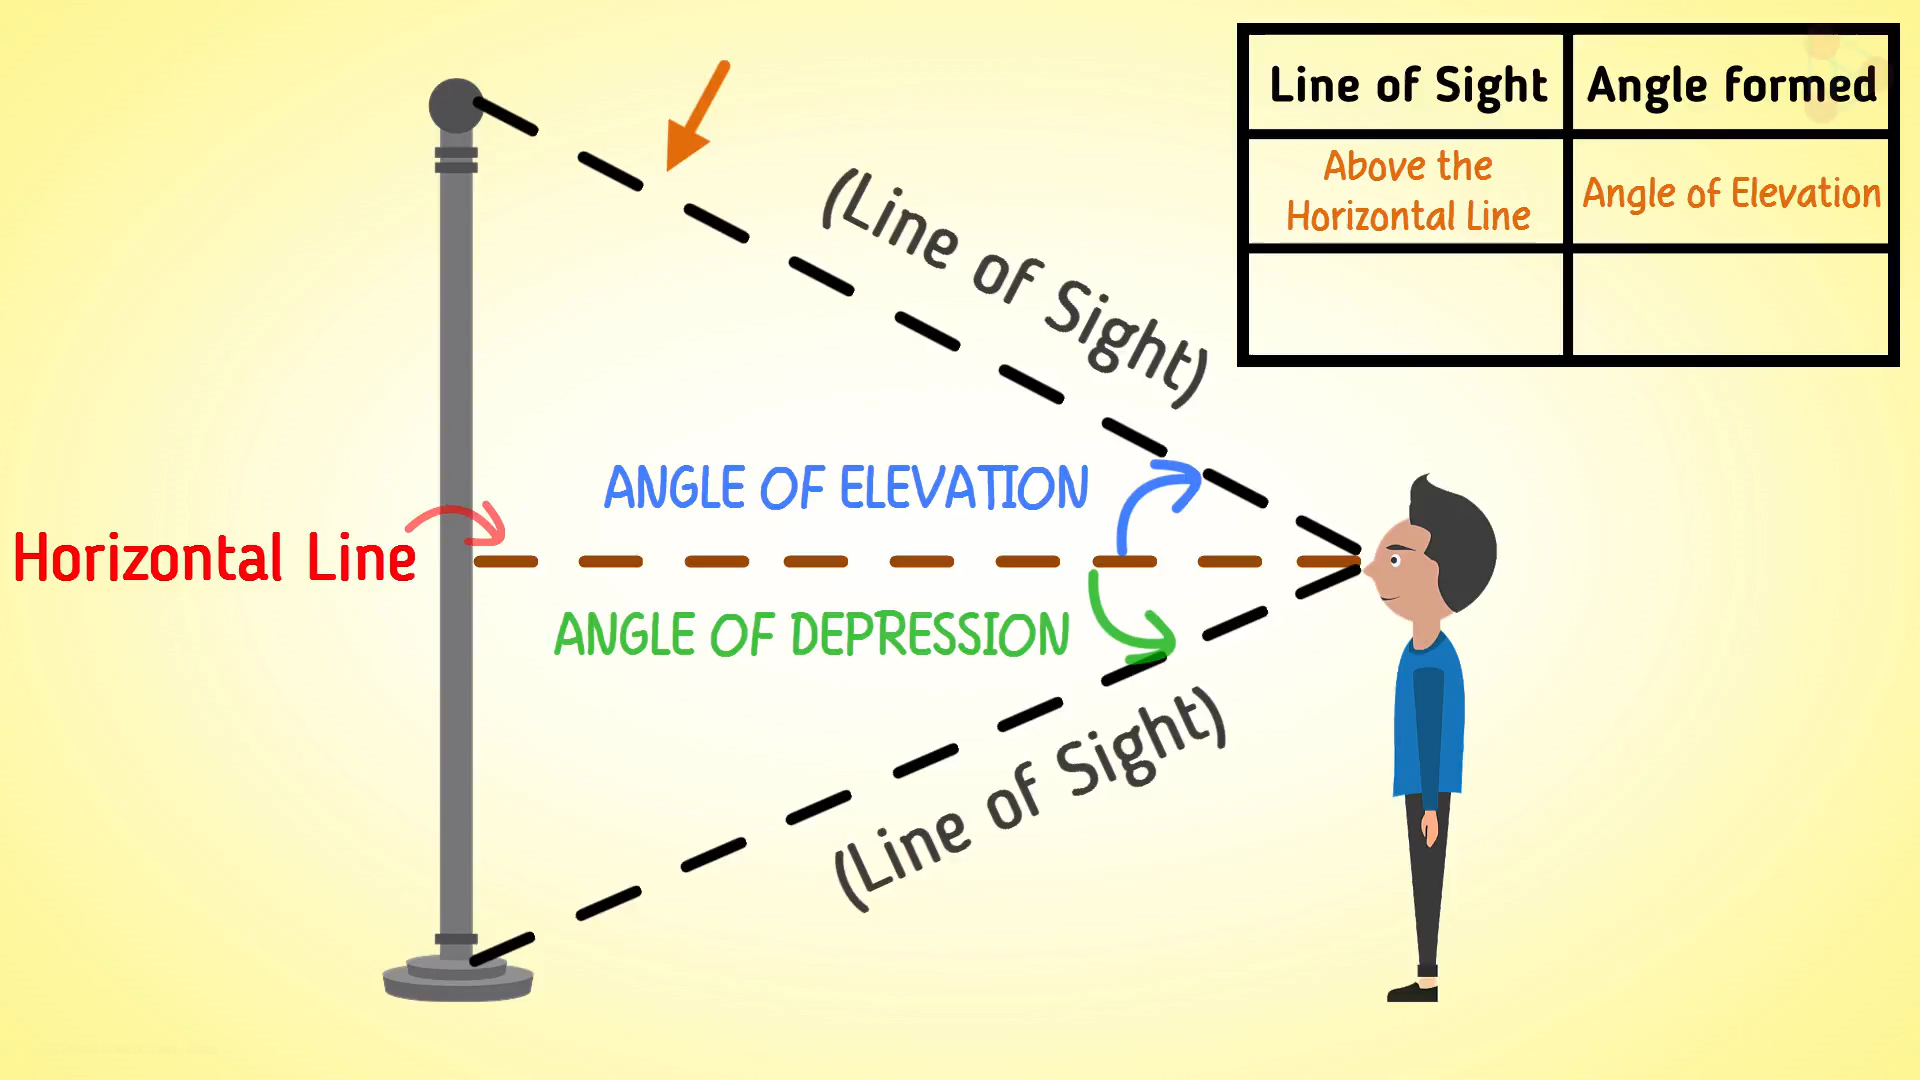 Line of Sight
Angle formed
Above the
Horizontal Line
Angle of Elevation
(Line of Sight)
ANGLE OF ELEVATION
Horizontal Line
ANGLE OF DEPRESSION
(Line of Sight)